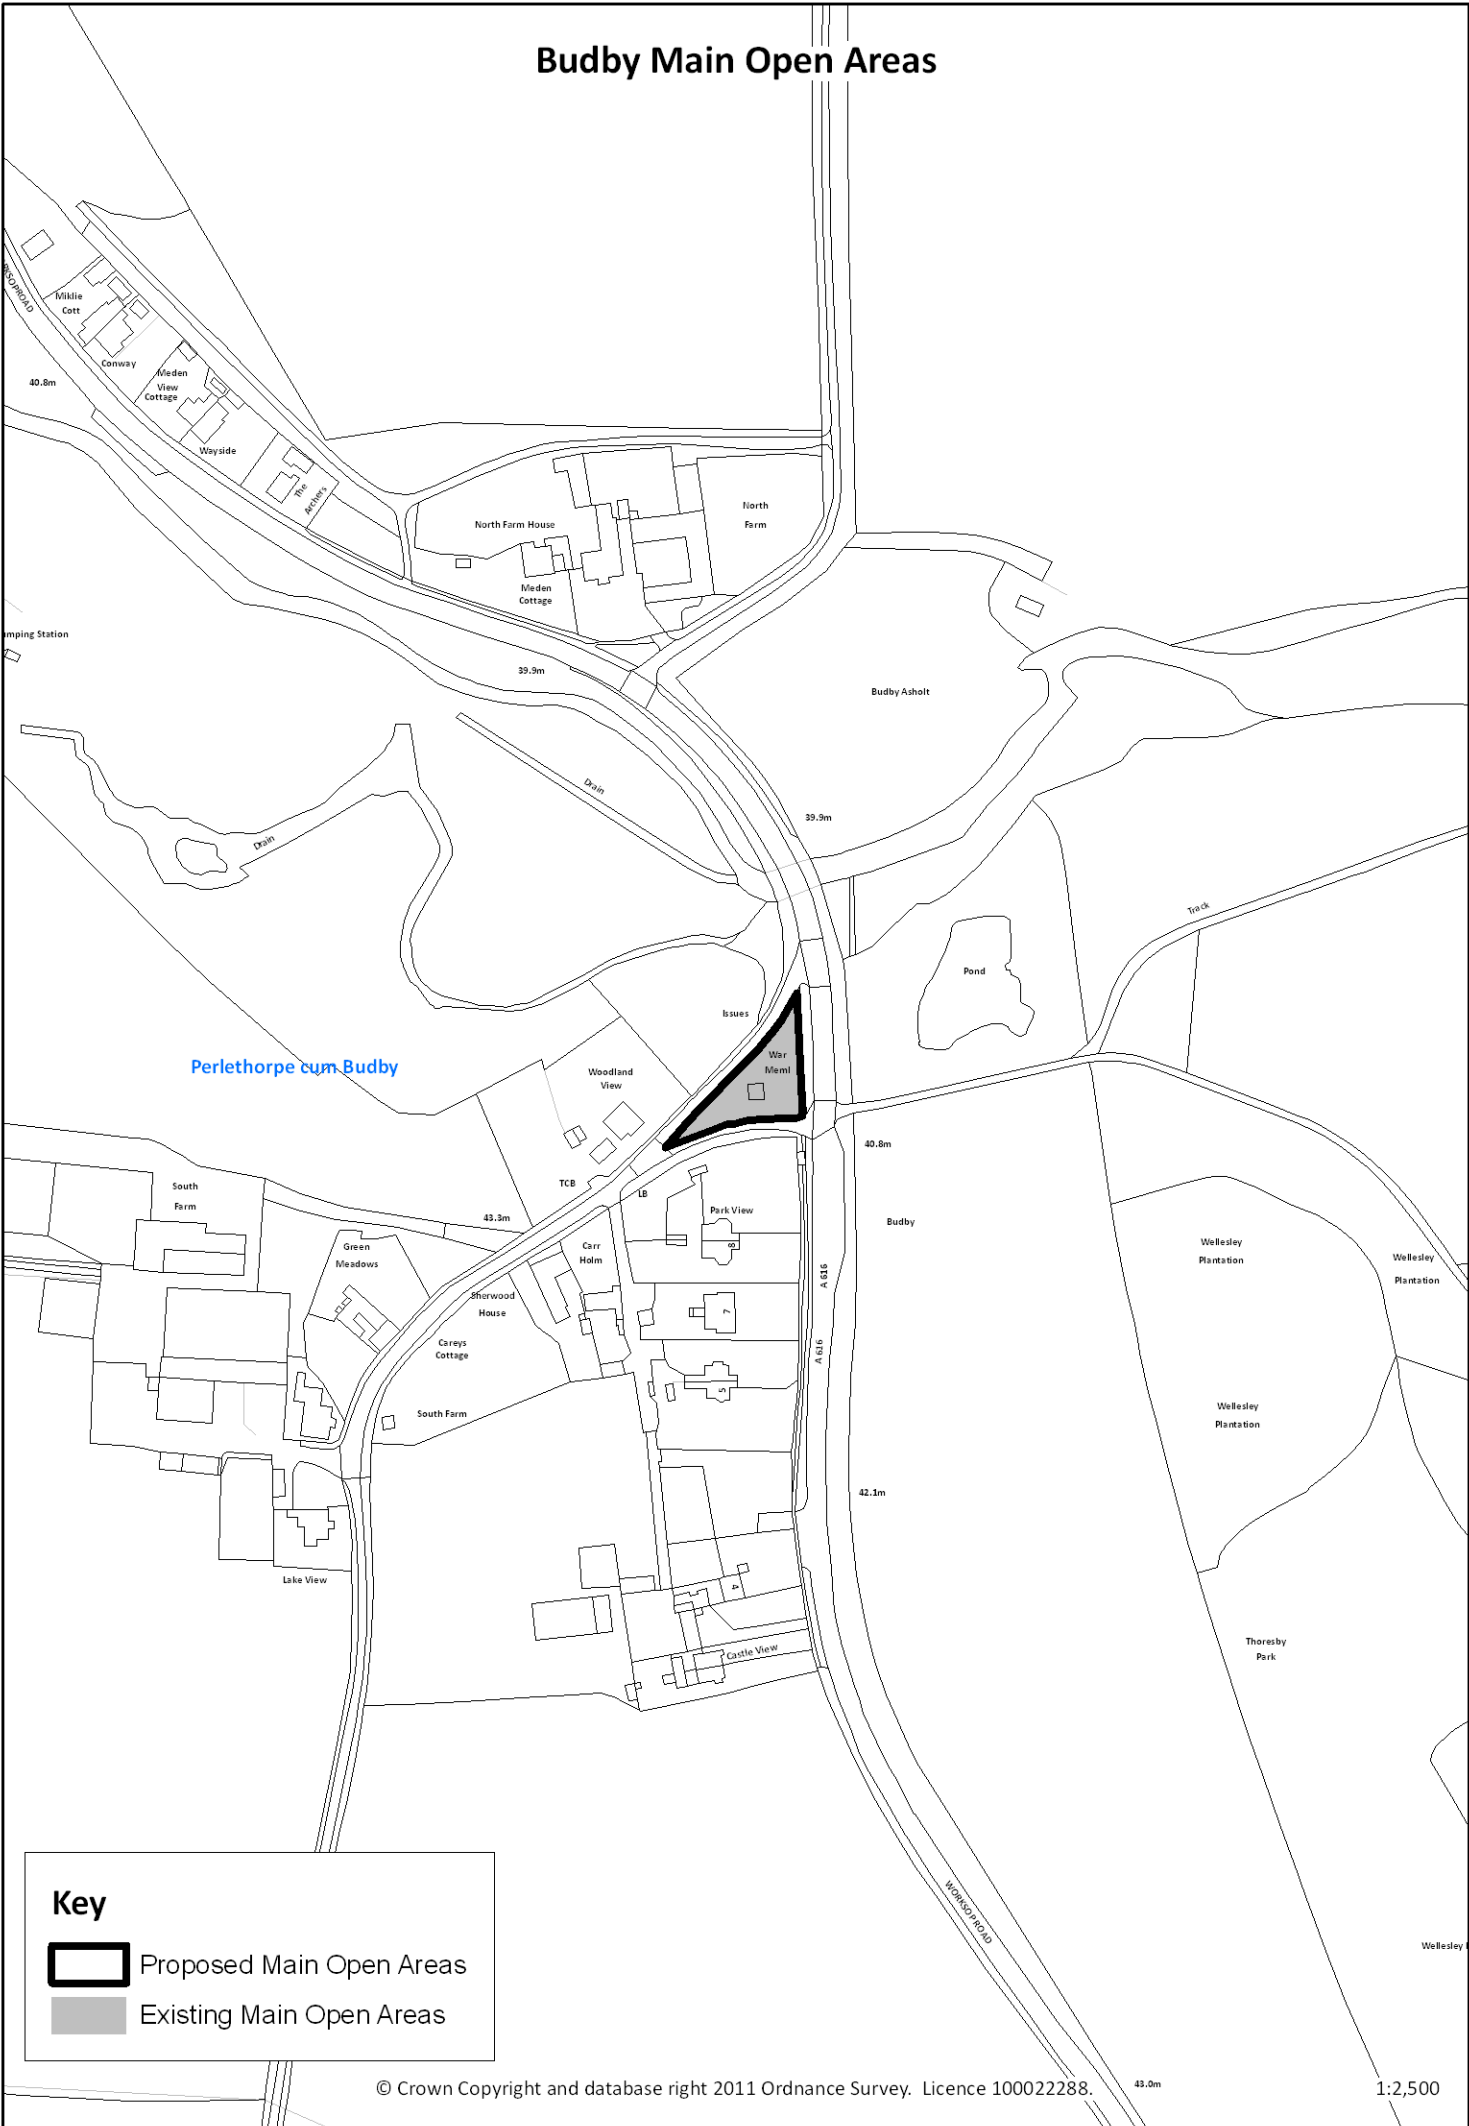 Budby Main Open Areas
Miklie
Cott
Conway
40.8m
Meden
View
Cottage
Wayside
The
Archers
North Farm House
North
Farm
Meden
Cottage
39.9m
Budby Asholt
Drain
Drain
39.9m
Track
Pond
Issues
War
Meml
Perlethorpe cum Budby
Woodland
View
40.8m
TCB
LB
South
Farm
43.3m
Park View
8
Budby
Green
Meadows
Carr
Holm
Wellesley
Plantation
Wellesley
Plantation
A 616
Sherwood
House
7
Careys
Cottage
A 616
5
South Farm
Wellesley
Plantation
42.1m
Lake View
4
Castle View
Thoresby
Park
WORKSOP ROAD
Wellesley
Key
Proposed Main Open Areas
Existing Main Open Areas
© Crown Copyright and database right 2011 Ordnance Survey. Licence 100022288.
43.0m
1:2,500